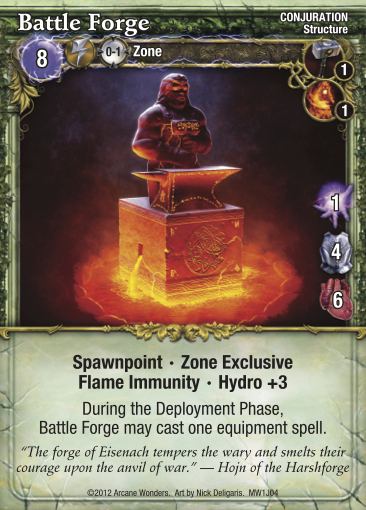 Battle Forge
CONJURATION
Structure
8
0-1
Zone
1
1
1
4
6
Spawnpoint • Zone Exclusive
Flame Immunity • Hydro +3
During the Deployment Phase,
Battle Forge may cast one equipment spell.
"The forge of Eisenach tempers the wary and smelts their
courage upon the anvil of war." — Hojn of the Harshforge
©2012 Arcane Wonders. Art by Nick Deligaris. MW1J04